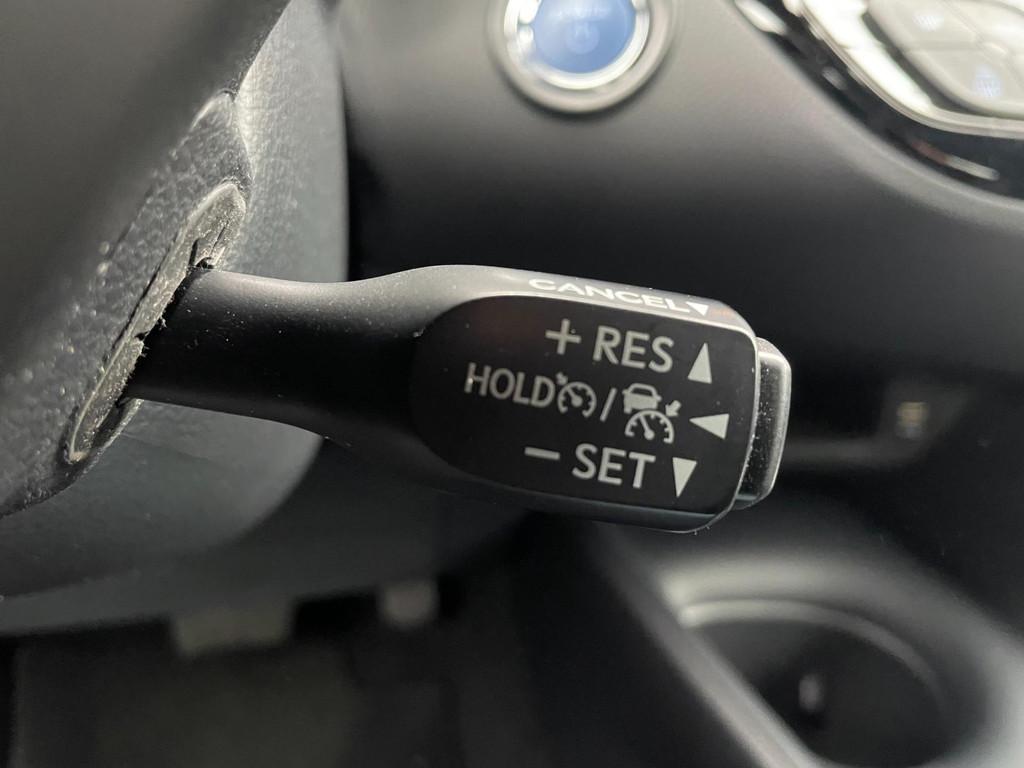 CANCEL
+ RES
HOLD /
− SET